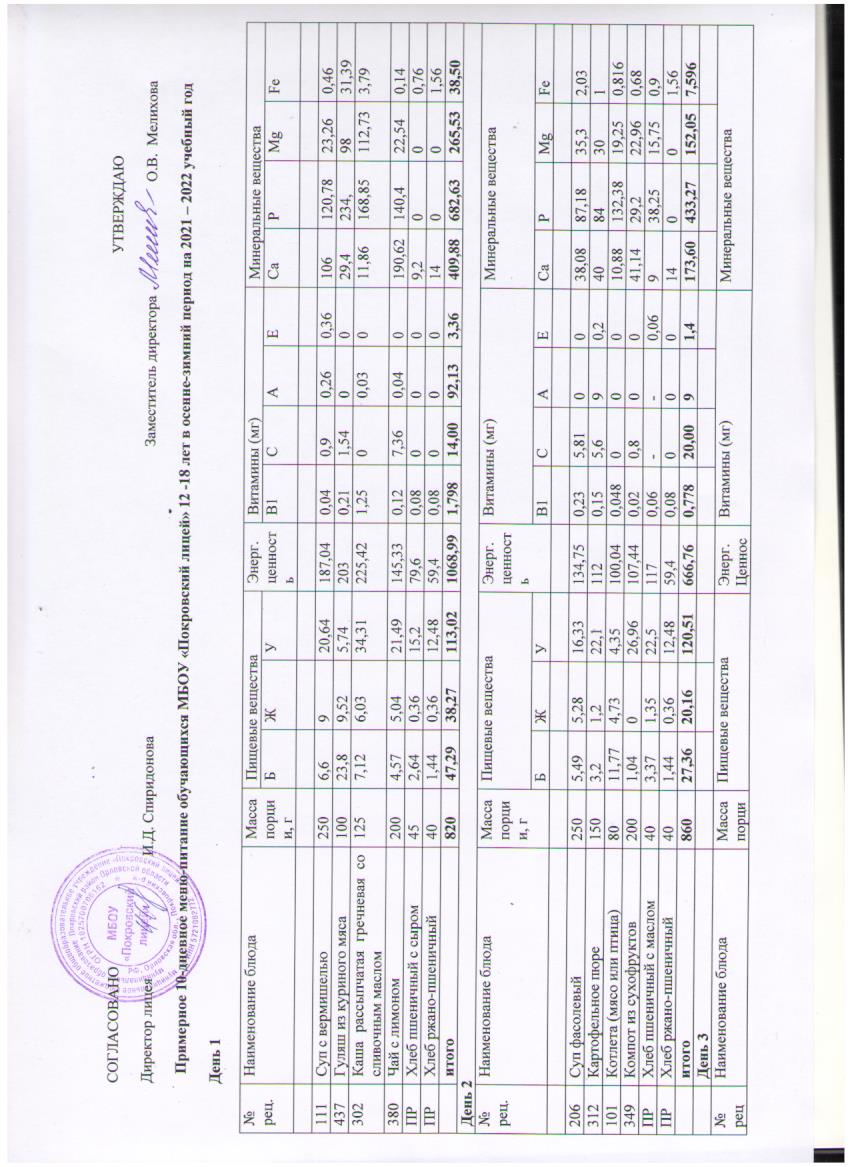 СОГЛАСОВАНО УТВЕРЖДАЮ
Директор лицея И.Д. Спиридонова Заместитель директора О.В. Мелихова
МБОУ
«Покровский
лицей»
Примерное 10-дневное меню-питание обучающихся МБОУ «Покровский лицей» 12 -18 лет в осенне-зимний период на 2021 – 2022 учебный год
День 1
№ рец. Наименование блюда Масса порции, г Пищевые вещества Энерг. ценность Витамины (мг) Минеральные вещества
Б Ж У В1 С А Е Са Р Mg Fe
111 Суп с вермишелью 250 6,6 9 20,64 187,04 0,04 0,9 0,26 0,36 106 120,78 23,26 0,46
437 Гуляш из куриного мяса 100 23,8 9,52 5,74 203 0,21 1,54 0 0 29,4 234, 98 31,39
302 Каша рассыпчатая гречневая со сливочным маслом 125 7,12 6,03 34,31 225,42 1,25 0 0,03 0 11,86 168,85 112,73 3,79
380 Чай с лимоном 200 4,57 5,04 21,49 145,33 0,12 7,36 0,04 0 190,62 140,4 22,54 0,14
ПР Хлеб пшеничный с сыром 45 2,64 0,36 15,2 79,6 0,08 0 0 0 9,2 0 0 0,76
ПР Хлеб ржано-пшеничный 40 1,44 0,36 12,48 59,4 0,08 0 0 0 14 0 0 1,56
итого 820 47,29 38,27 113,02 1068,99 1,798 14,00 92,13 3,36 409,88 682,63 265,53 38,50
День 2
№ рец. Наименование блюда Масса порции, г Пищевые вещества Энерг. ценность Витамины (мг) Минеральные вещества
Б Ж У В1 С А Е Са Р Mg Fe
206 Суп фасолевый 250 5,49 5,28 16,33 134,75 0,23 5,81 0 0 38,08 87,18 35,3 2,03
312 Картофельное пюре 150 3,2 1,2 22,1 112 0,15 5,6 9 0,2 40 84 30 1
101 Котлета (мясо или птица) 80 11,77 4,73 4,35 100,04 0,048 0 0 0 10,88 132,38 19,25 0,816
349 Компот из сухофруктов 200 1,04 0 26,96 107,44 0,02 0,8 0 0 41,14 29,2 22,96 0,68
ПР Хлеб пшеничный с маслом 40 3,37 1,35 22,5 117 0,06 - - 0,06 9 38,25 15,75 0,9
ПР Хлеб ржано-пшеничный 40 1,44 0,36 12,48 59,4 0,08 0 0 0 14 0 0 1,56
итого 860 27,36 20,16 120,51 666,76 0,778 20,00 9 1,4 173,60 433,27 152,05 7,596
День 3
№ рец Наименование блюда Масса порци Пищевые вещества Энерг. Ценнос Витамины (мг) Минеральные вещества